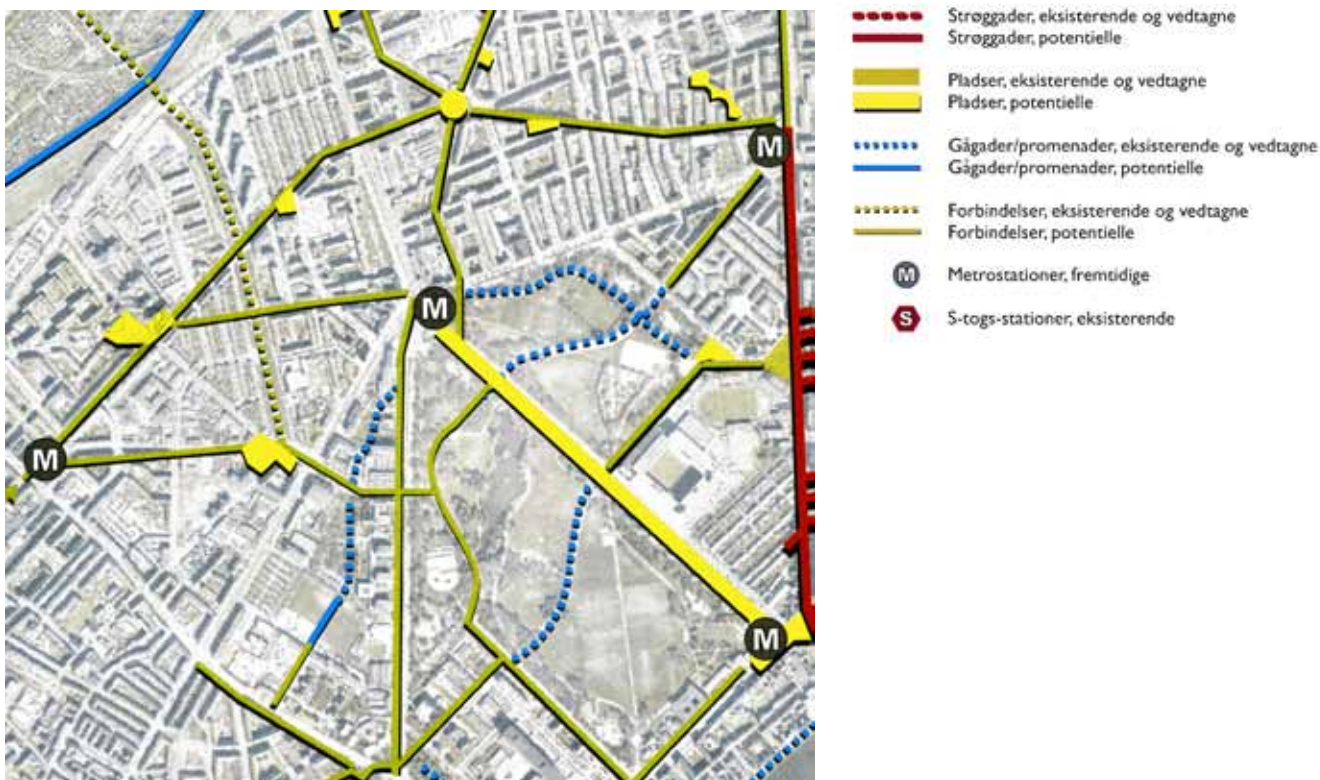 M
M
M
M
Strøggader, eksisterende og vedtagne
Strøggader, potentielle
Pladser, eksisterende og vedtagne
Pladser, potentielle
Gågader/promenader, eksisterende og vedtagne
Gågader/promenader, potentielle
Forbindelser, eksisterende og vedtagne
Forbindelser, potentielle
M Metrostationer, fremtidige
S S-togs-stationer, eksisterende